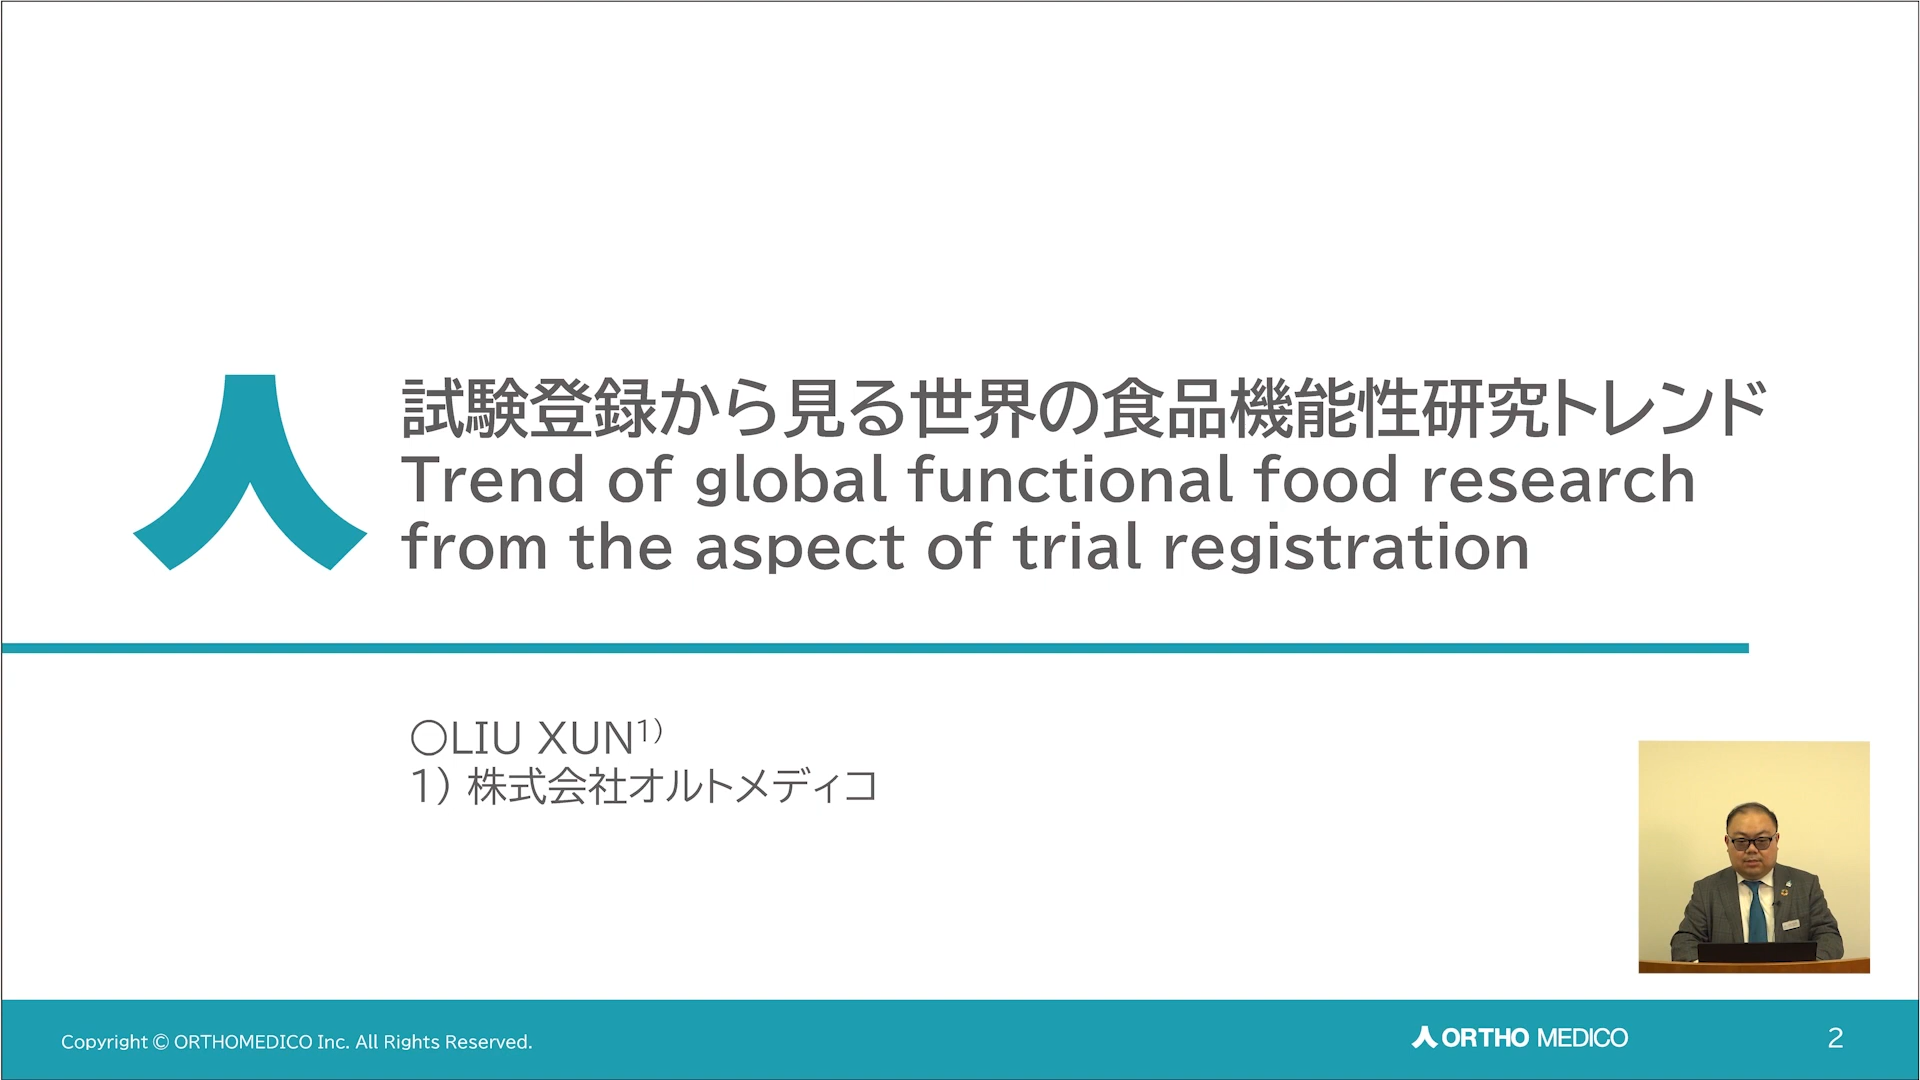 試験登録から見る世界の食品機能性研究トレンド
Trend of global functional food research
from the aspect of trial registration
〇LIU XUN1)
1) 株式会社オルトメディコ
Copyright © ORTHOMEDICO Inc. All Rights Reserved.
ORTHO MEDICO
2